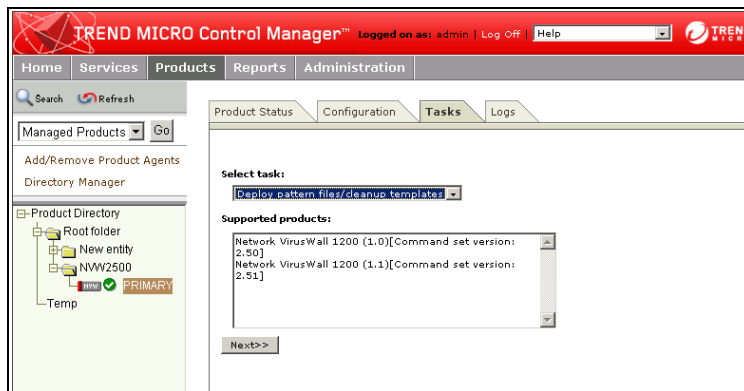 TREND MICRO Control Manager™ Logged on as: admin | Log Off | Help
TREN
MICR
Home Services Products Reports Administration
Search Refresh
Managed Products Go
Add/Remove Product Agents
Directory Manager
Product Directory
Root folder
New entity
NVW2500
NVW PRIMARY
Temp
Product Status Configuration Tasks Logs
Select task:
Deploy pattern files/cleanup templates
Supported products:
Network VirusWall 1200 (1.0)[Command set version:
2.50]
Network VirusWall 1200 (1.1)[Command set version:
2.51]
Next>>